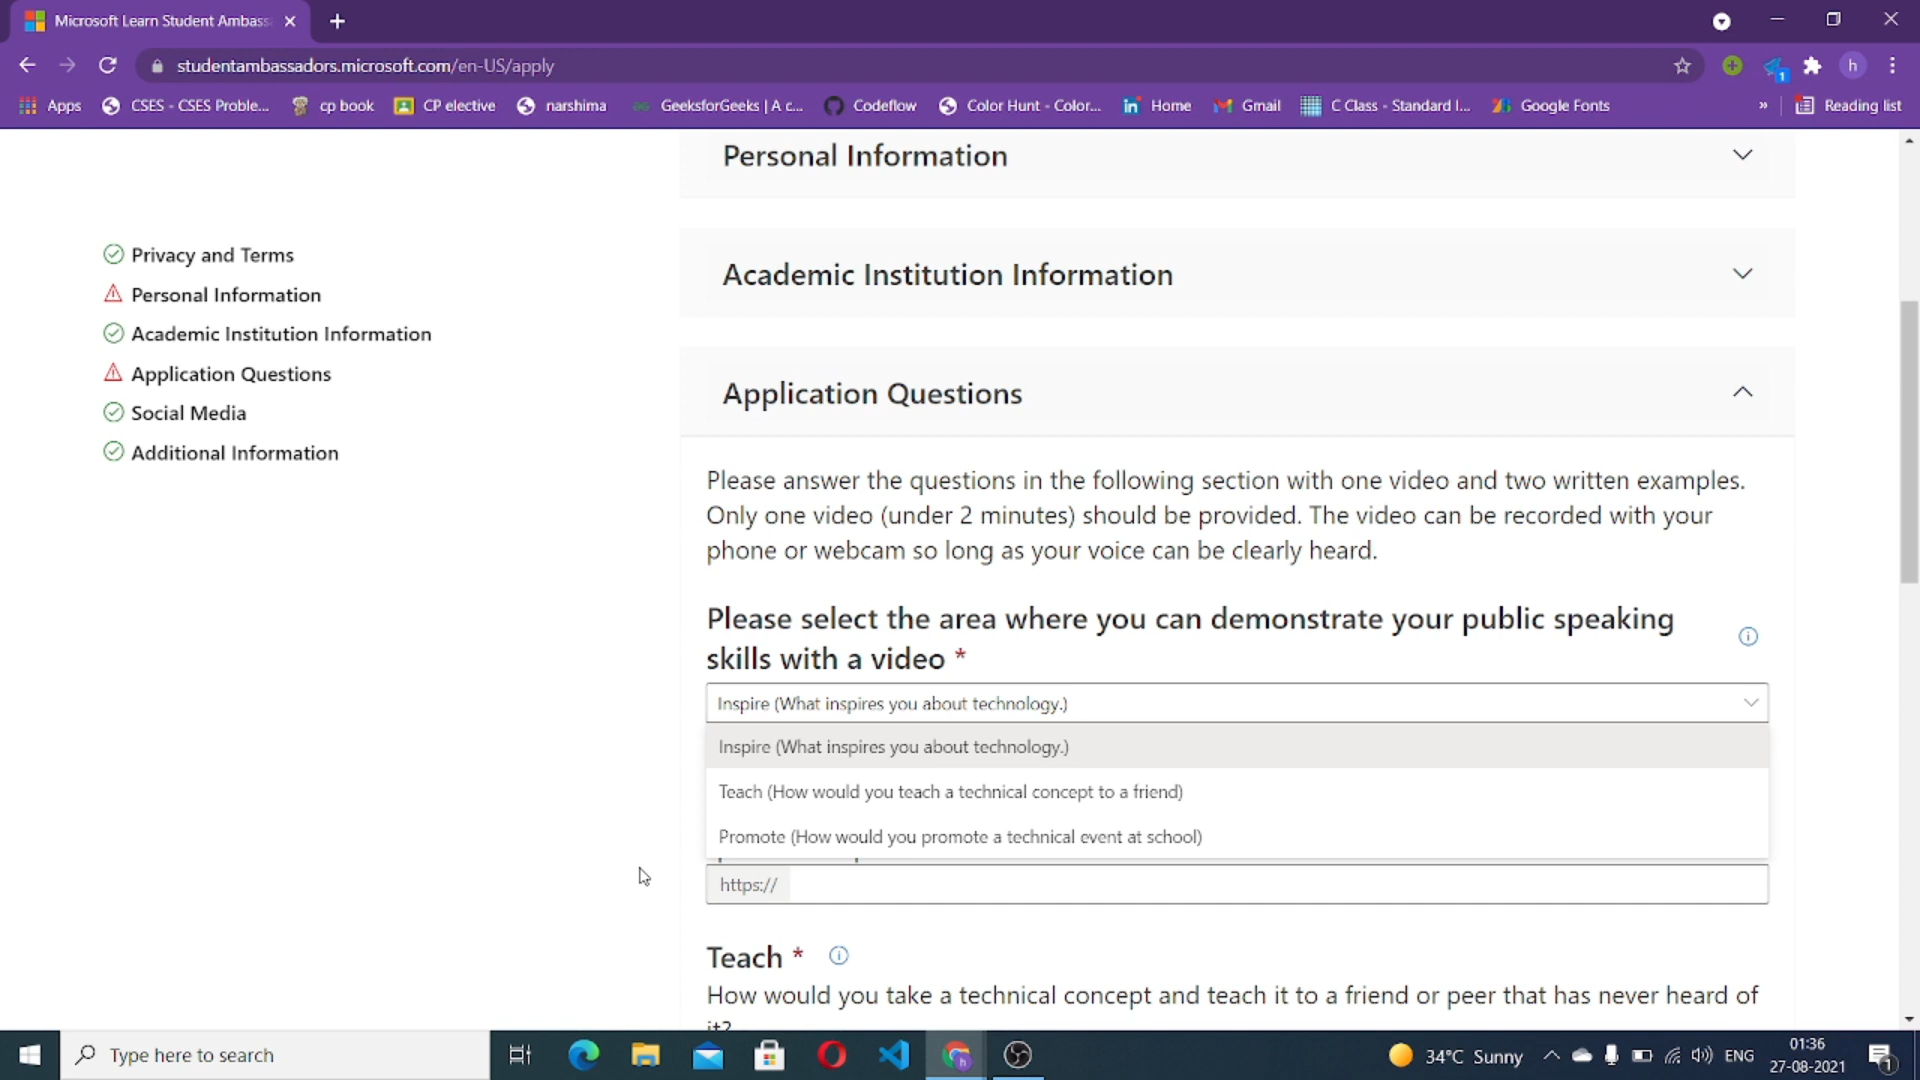 Microsoft Learn Student Ambass
studentambassadors.microsoft.com/en-US/apply
h
1
Apps
CSES - CSES Proble...
cp book
CP elective
narshima
GeeksforGeeks | A c...
Codeflow
Color Hunt - Color...
Home
Gmail
C Class - Standard I...
Google Fonts
»
Reading list
Personal Information
Privacy and Terms
Personal Information
Academic Institution Information
Application Questions
Social Media
Additional Information
Academic Institution Information
Application Questions
Please answer the questions in the following section with one video and two written examples.
Only one video (under 2 minutes) should be provided. The video can be recorded with your
phone or webcam so long as your voice can be clearly heard.
Please select the area where you can demonstrate your public speaking
skills with a video *
Inspire (What inspires you about technology.)
Inspire (What inspires you about technology.)
Teach (How would you teach a technical concept to a friend)
Promote (How would you promote a technical event at school)
https://
Teach *
How would you take a technical concept and teach it to a friend or peer that has never heard of
it?
Type here to search
34°C Sunny
ENG
01:36
27-08-2021
1